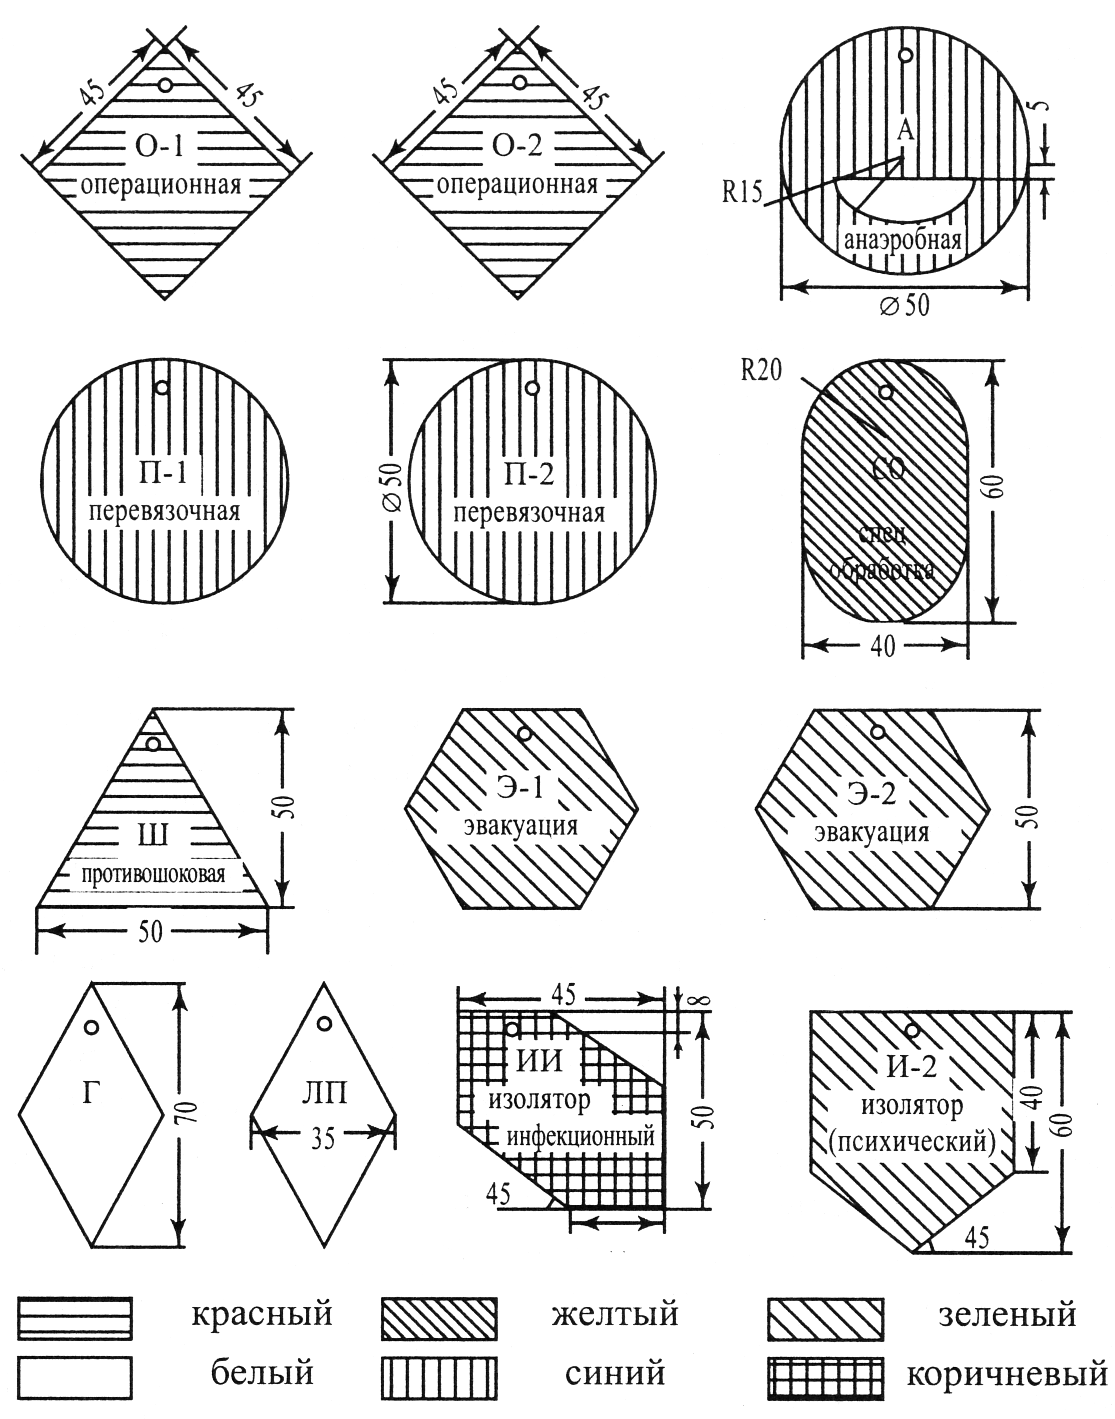 45
45
О-1
операционная
45
45
О-2
операционная
А
5
R15
анаэробная
⌀50
П-1
перевязочная
⌀50
П-2
перевязочная
R20
СО
спец
обработка
60
40
Ш
противошоковая
50
50
Э-1
эвакуация
Э-2
эвакуация
50
Г
70
ЛП
35
45
8
ИИ
изолятор
инфекционный
50
45
И-2
изолятор
(психический)
40
60
45
красный
желтый
зеленый
белый
синий
коричневый